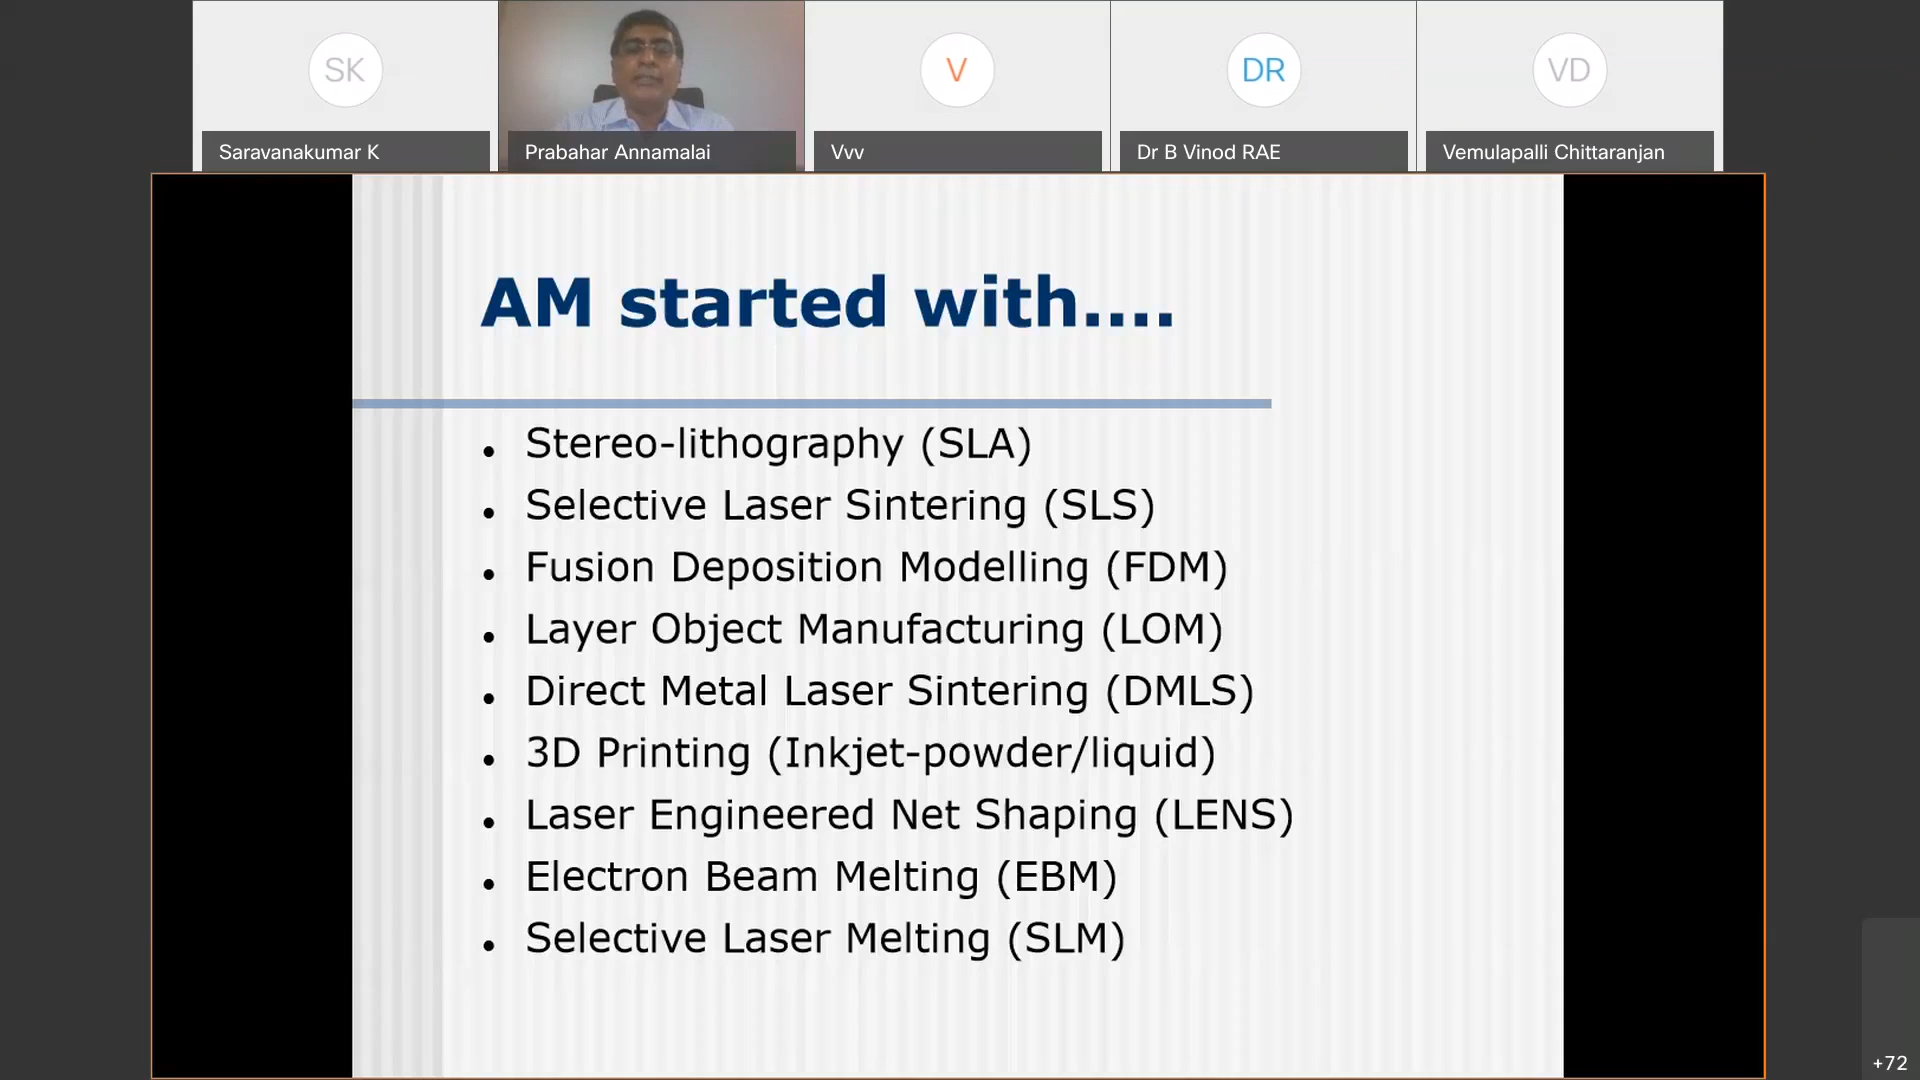 SK
V
DR
VD
Saravanakumar K
Prabahar Annamalai
Vvv
Dr B Vinod RAE
Vemulapalli Chittaranjan
AM started with....
• Stereo-lithography (SLA)
• Selective Laser Sintering (SLS)
• Fusion Deposition Modelling (FDM)
• Layer Object Manufacturing (LOM)
• Direct Metal Laser Sintering (DMLS)
• 3D Printing (Inkjet-powder/liquid)
• Laser Engineered Net Shaping (LENS)
• Electron Beam Melting (EBM)
• Selective Laser Melting (SLM)
+72